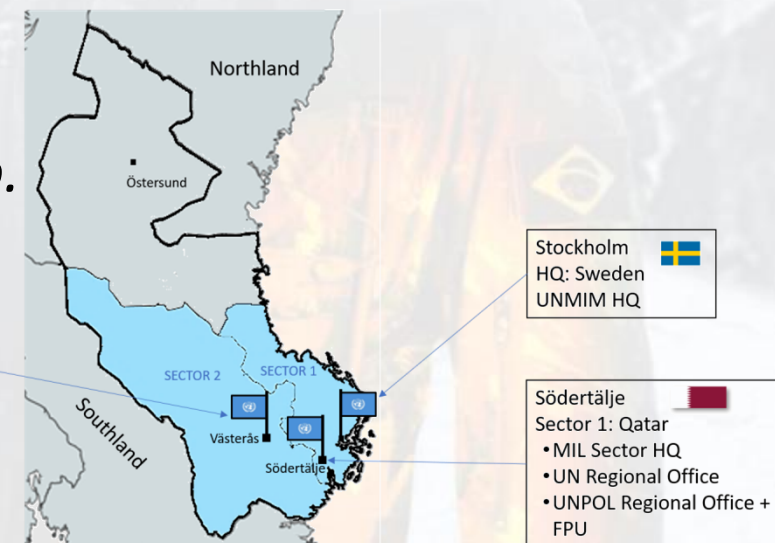 Northland
Östersund
SECTOR 2
SECTOR 1
Southland
Västerås
Södertälje
Stockholm
HQ: Sweden
UNMIM HQ
Södertälje
Sector 1: Qatar
•MIL Sector HQ
•UN Regional Office
•UNPOL Regional Office +
FPU